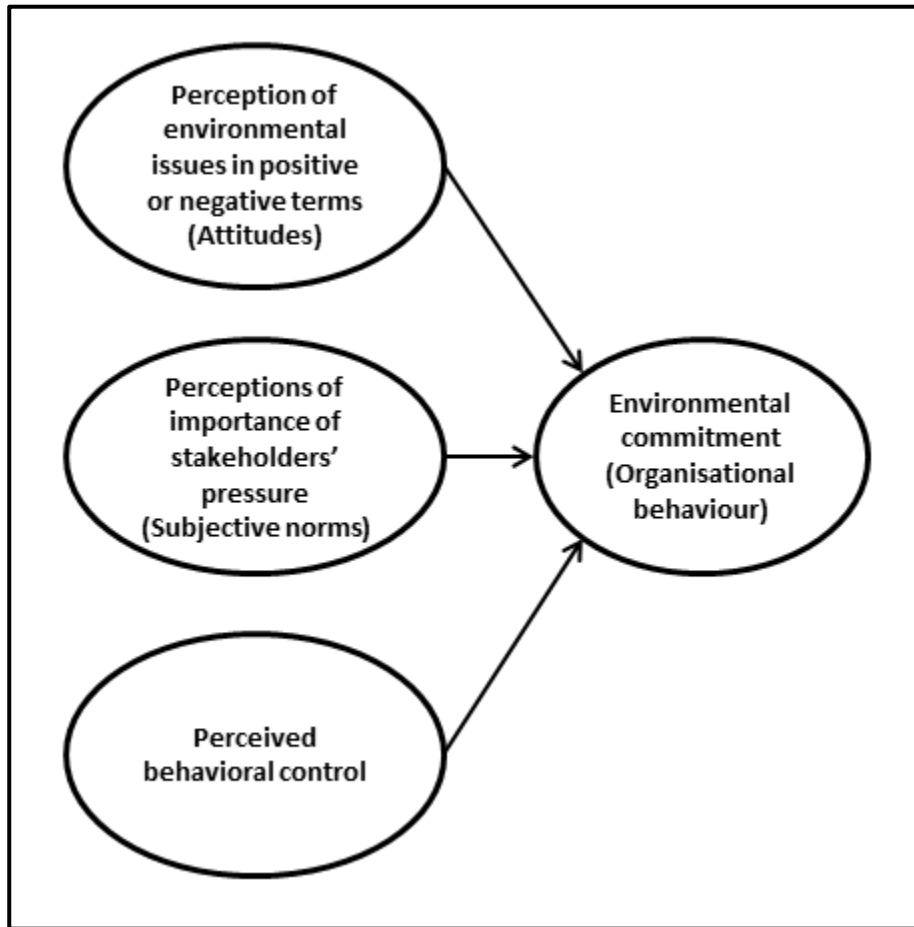 Perception of
environmental
issues in positive
or negative terms
(Attitudes)
Perceptions of
importance of
stakeholders’
pressure
(Subjective norms)
Environmental
commitment
(Organisational
behaviour)
Perceived
behavioral control